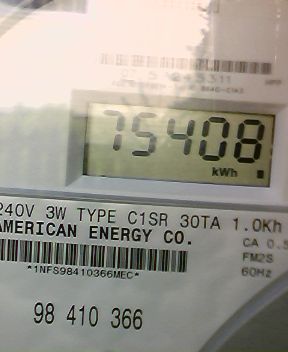 75408
kWh
240V 3W TYPE C1SR 30TA 1.0Kh
AMERICAN ENERGY CO.
CA 0.5
FM2S
60Hz
*1NFS98410366MEC*
98 410 366